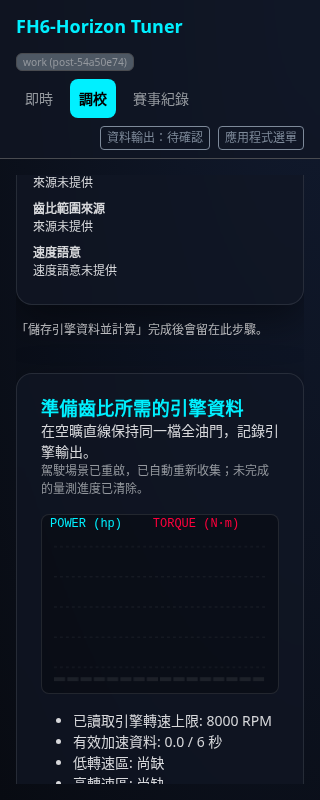 FH6-Horizon Tuner
work (post-54a50e74)
即時 調校 賽事紀錄
資料輸出：待確認 應用程式選單
來源未提供
齒比範圍來源
來源未提供
速度語意
速度語意未提供
「儲存引擎資料並計算」完成後會留在此步驟。
準備齒比所需的引擎資料
在空曠直線保持同一檔全油門，記錄引
擎輸出。
駕駛場景已重啟，已自動重新收集；未完成
的量測進度已清除。
POWER (hp) TORQUE (N·m)
已讀取引擎轉速上限: 8000 RPM
有效加速資料: 0.0 / 6 秒
低轉速區: 尚缺
高轉速區: 尚缺